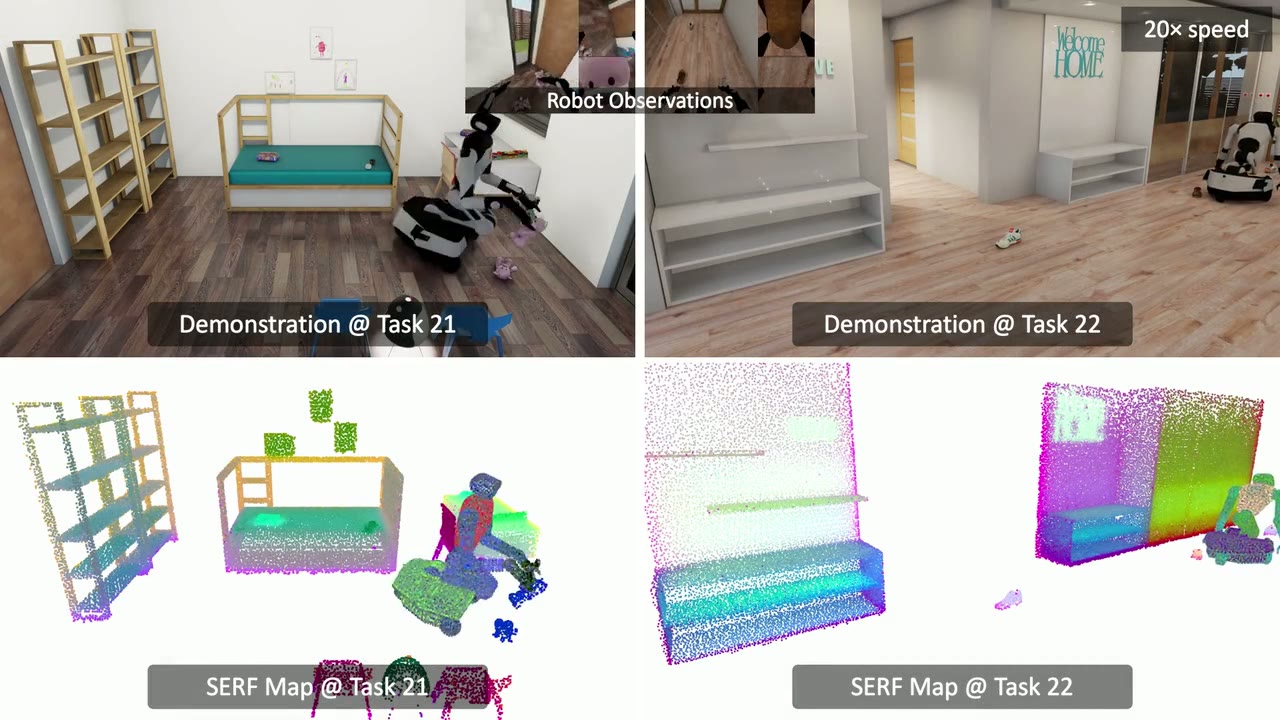 20× speed
Robot Observations
Welcome
HOME
Demonstration @ Task 21
Demonstration @ Task 22
SERF Map @ Task 21
SERF Map @ Task 22